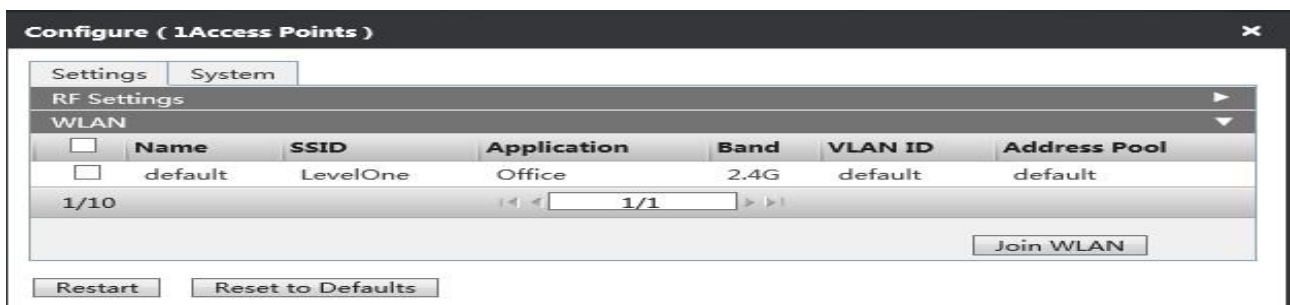 Configure ( 1Access Points ) ×
Settings System
RF Settings
WLAN
Name SSID Application Band VLAN ID Address Pool
default LevelOne Office 2.4G default default
1/10 1/1
Join WLAN
Restart Reset to Defaults